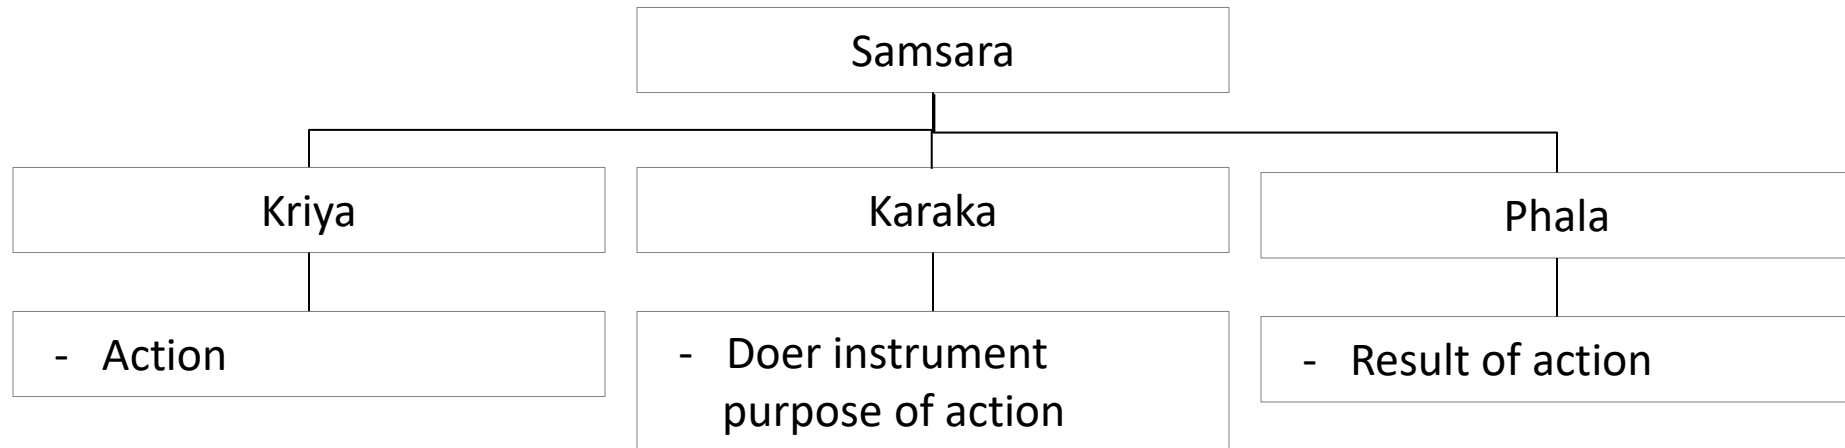 Samsara
Kriya
Karaka
Phala
- Action
- Doer instrument
purpose of action
- Result of action